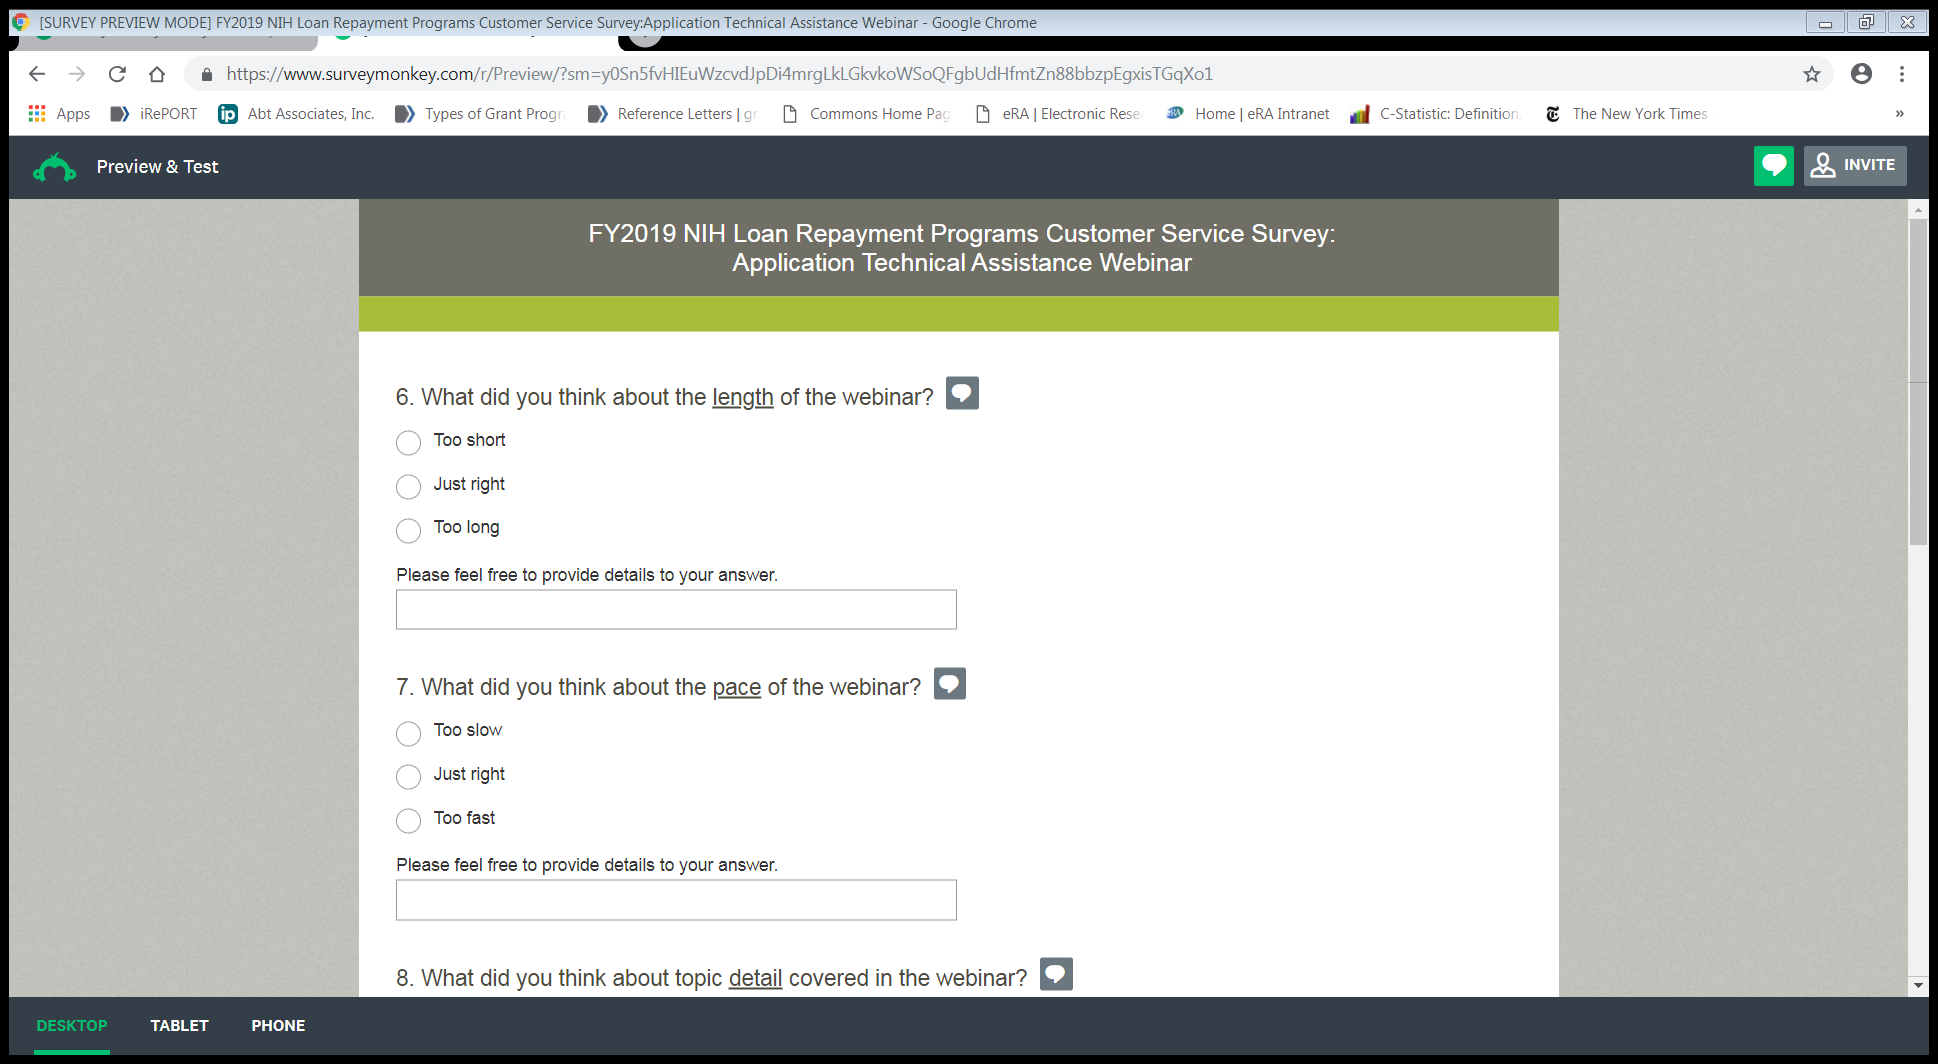 [SURVEY PREVIEW MODE] FY2019 NIH Loan Repayment Programs Customer Service Survey:Application Technical Assistance Webinar - Google Chrome
https://www.surveymonkey.com/r/Preview/?sm=y0Sn5fvHIEuWzcvdJpDi4mrgLkLGkvkoWSoQFgbUdHfmtZn88bbzpEgxisTGqXo1
Apps iRePORT ip Abt Associates, Inc. Types of Grant Progr Reference Letters | gr Commons Home Pag eRA | Electronic Rese Home | eRA Intranet C-Statistic: Definition, The New York Times »
Preview & Test INVITE
FY2019 NIH Loan Repayment Programs Customer Service Survey:
Application Technical Assistance Webinar
6. What did you think about the length of the webinar?
Too short
Just right
Too long
Please feel free to provide details to your answer.
7. What did you think about the pace of the webinar?
Too slow
Just right
Too fast
Please feel free to provide details to your answer.
8. What did you think about topic detail covered in the webinar?
DESKTOP TABLET PHONE